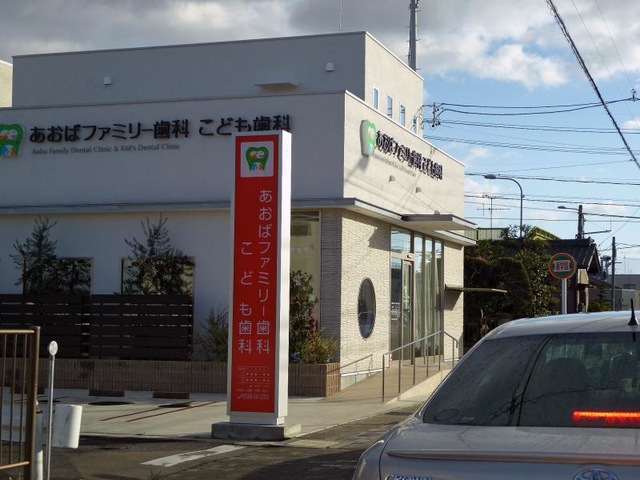 あおばファミリー歯科 こども歯科
Aoba Family Dental Clinic & Kid's Dental Clinic
あおばファミリー歯科 こども歯科
あおばファミリー歯科
こども歯科
CROWN